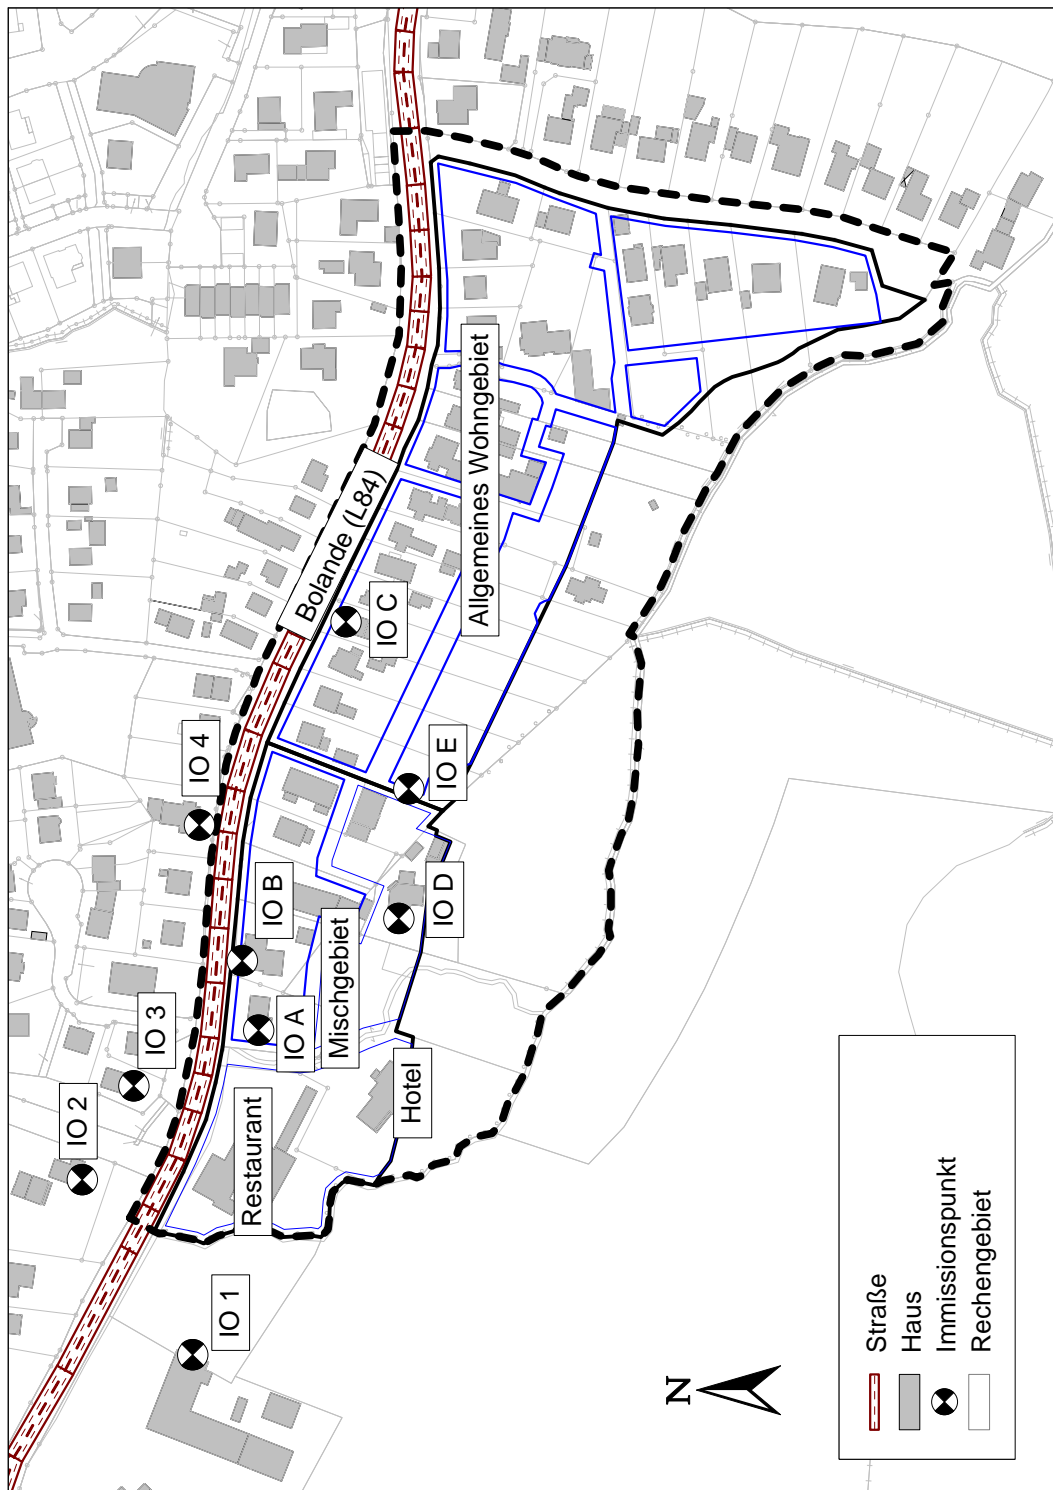 IO 1
IO 2
IO 3
IO 4
Restaurant
Hotel
IO A
Mischgebiet
IO B
IO D
IO E
IO C
Bolande (L84)
Allgemeines Wohngebiet
N
Straße
Haus
Immissionspunkt
Rechengebiet